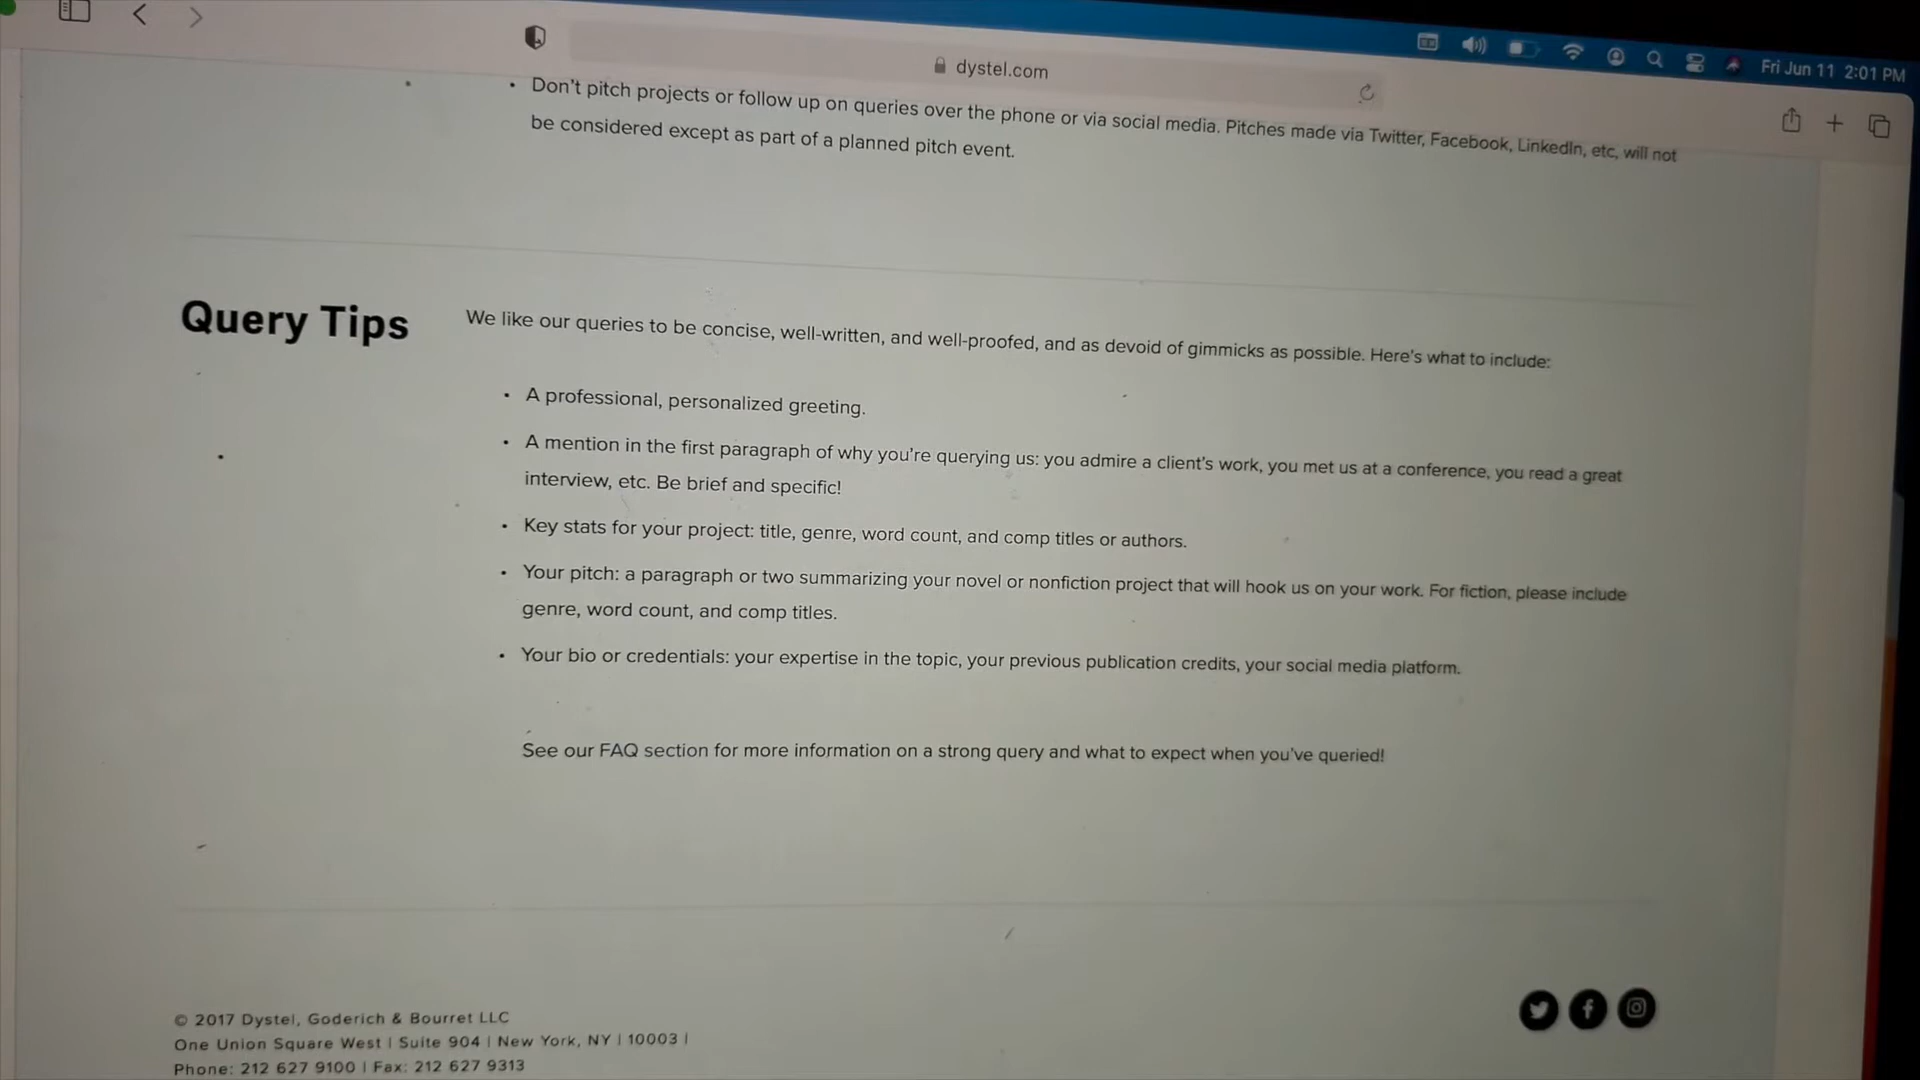 Fri Jun 11 2:01 PM
dystel.com
• Don't pitch projects or follow up on queries over the phone or via social media. Pitches made via Twitter, Facebook, LinkedIn, etc, will not
be considered except as part of a planned pitch event.
Query Tips
We like our queries to be concise, well-written, and well-proofed, and as devoid of gimmicks as possible. Here's what to include:
• A professional, personalized greeting.
• A mention in the first paragraph of why you're querying us: you admire a client's work, you met us at a conference, you read a great
interview, etc. Be brief and specific!
• Key stats for your project: title, genre, word count, and comp titles or authors.
• Your pitch: a paragraph or two summarizing your novel or nonfiction project that will hook us on your work. For fiction, please include
genre, word count, and comp titles.
• Your bio or credentials: your expertise in the topic, your previous publication credits, your social media platform.
See our FAQ section for more information on a strong query and what to expect when you've queried!
© 2017 Dystel, Goderich & Bourret LLC
One Union Square West | Suite 904 | New York, NY | 10003 |
Phone: 212 627 9100 | Fax: 212 627 9313